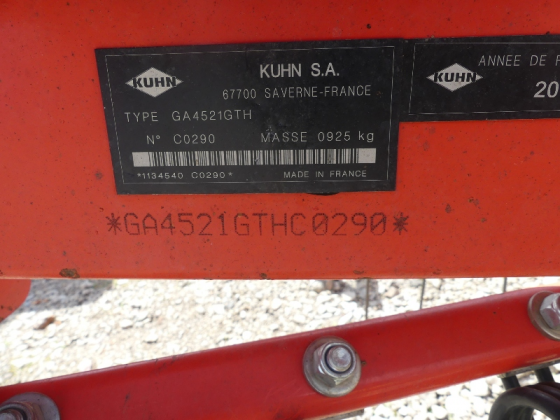 KUHN
KUHN S.A.
67700 SAVERNE-FRANCE
TYPE GA4521GTH
N° C0290 MASSE 0925 kg
*1134540 C0290*
MADE IN FRANCE
KUHN
ANNEE DE
20
*GA4521GTHC0290*